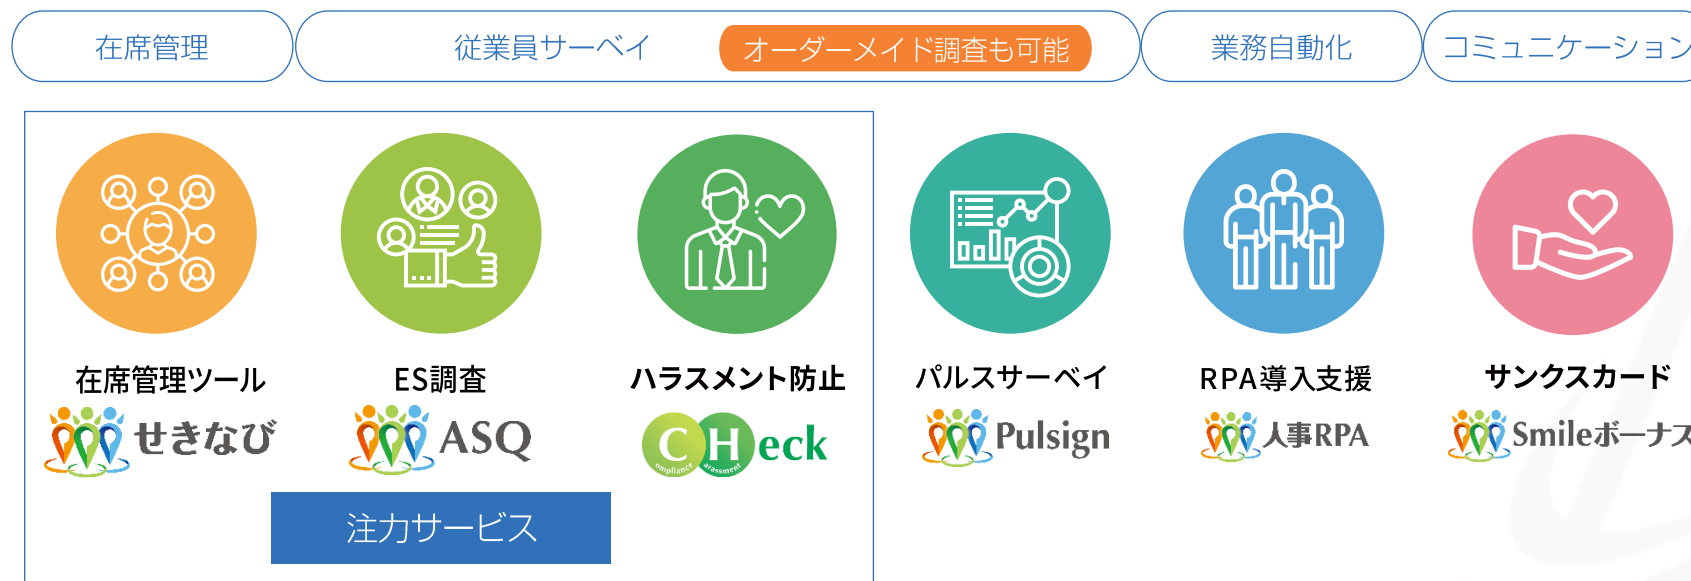 在席管理
従業員サーベイ
オーダーメイド調査も可能
業務自動化
コミュニケーション
在席管理ツール
せきなび
ES調査
ASQ
ハラスメント防止
CHeck
ompliance
arassment
パルスサーベイ
Pulsign
RPA導入支援
人事RPA
サンクスカード
Smileボーナス
注力サービス